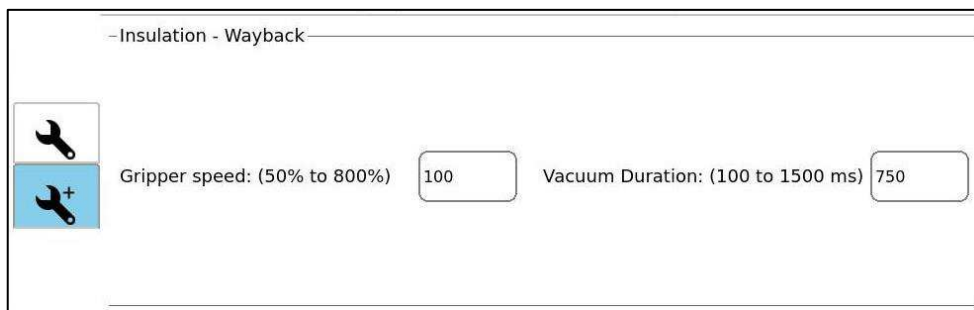 Insulation - Wayback
Gripper speed: (50% to 800%) 100 Vacuum Duration: (100 to 1500 ms) 750